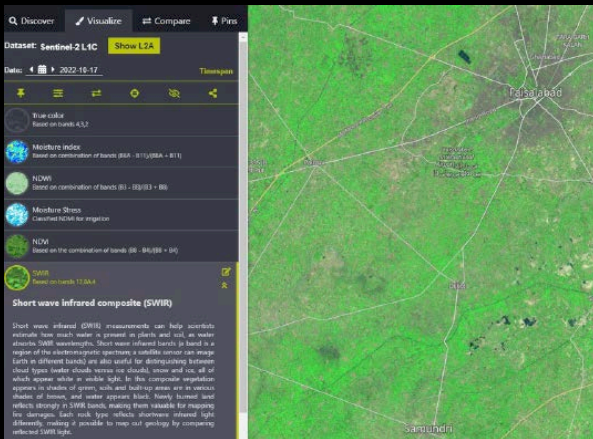 Discover Visualize Compare Pins
Dataset: Sentinel-2 L1C Show L2A
Date: 2022-10-17 Timespan
True color
Based on bands 4,3,2
Moisture index
Based on combination of bands (B8A - B11)/(B8A + B11)
NDWI
Based on combination of bands (B3 - B8)/(B3 + B8)
Moisture Stress
NDVI
Based on the combination of bands (B8 - B4)/(B8 + B4)
SWIR
Based on bands 12,8A,4
Short wave infrared composite (SWIR)
Short wave infrared (SWIR) measurements can help scientists
estimate how much water is present in plants and soil, as water
absorbs SWIR wavelengths. Short wave infrared bands (a band is a
region of the electromagnetic spectrum; a satellite sensor can image
Earth in different bands) are also useful for distinguishing between
cloud types (water clouds versus ice clouds), snow and ice, all of
which appear white in visible light. In this composite vegetation
appears in shades of green, soils and built-up areas are in various
shades of brown, and water appears black. Newly burned land
reflects strongly in SWIR bands, making them valuable for mapping
fire damages. Each rock type reflects shortwave infrared light
differently, making it possible to map out geology by comparing
reflected SWIR light.
Faisalabad
Samundri